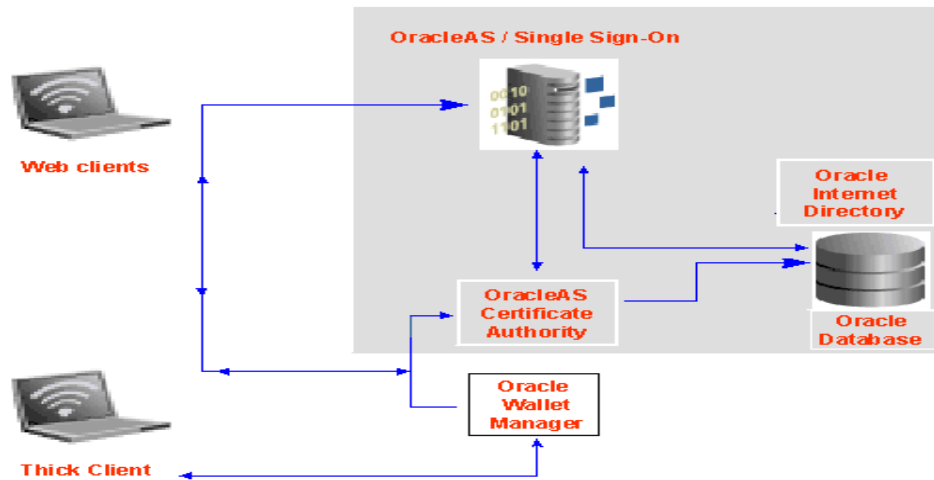 OracleAS / Single Sign-On
0010
0101
1101
Web clients
Oracle
Internet
Directory
OracleAS
Certificate
Authority
Oracle
Database
Oracle
Wallet
Manager
Thick Client